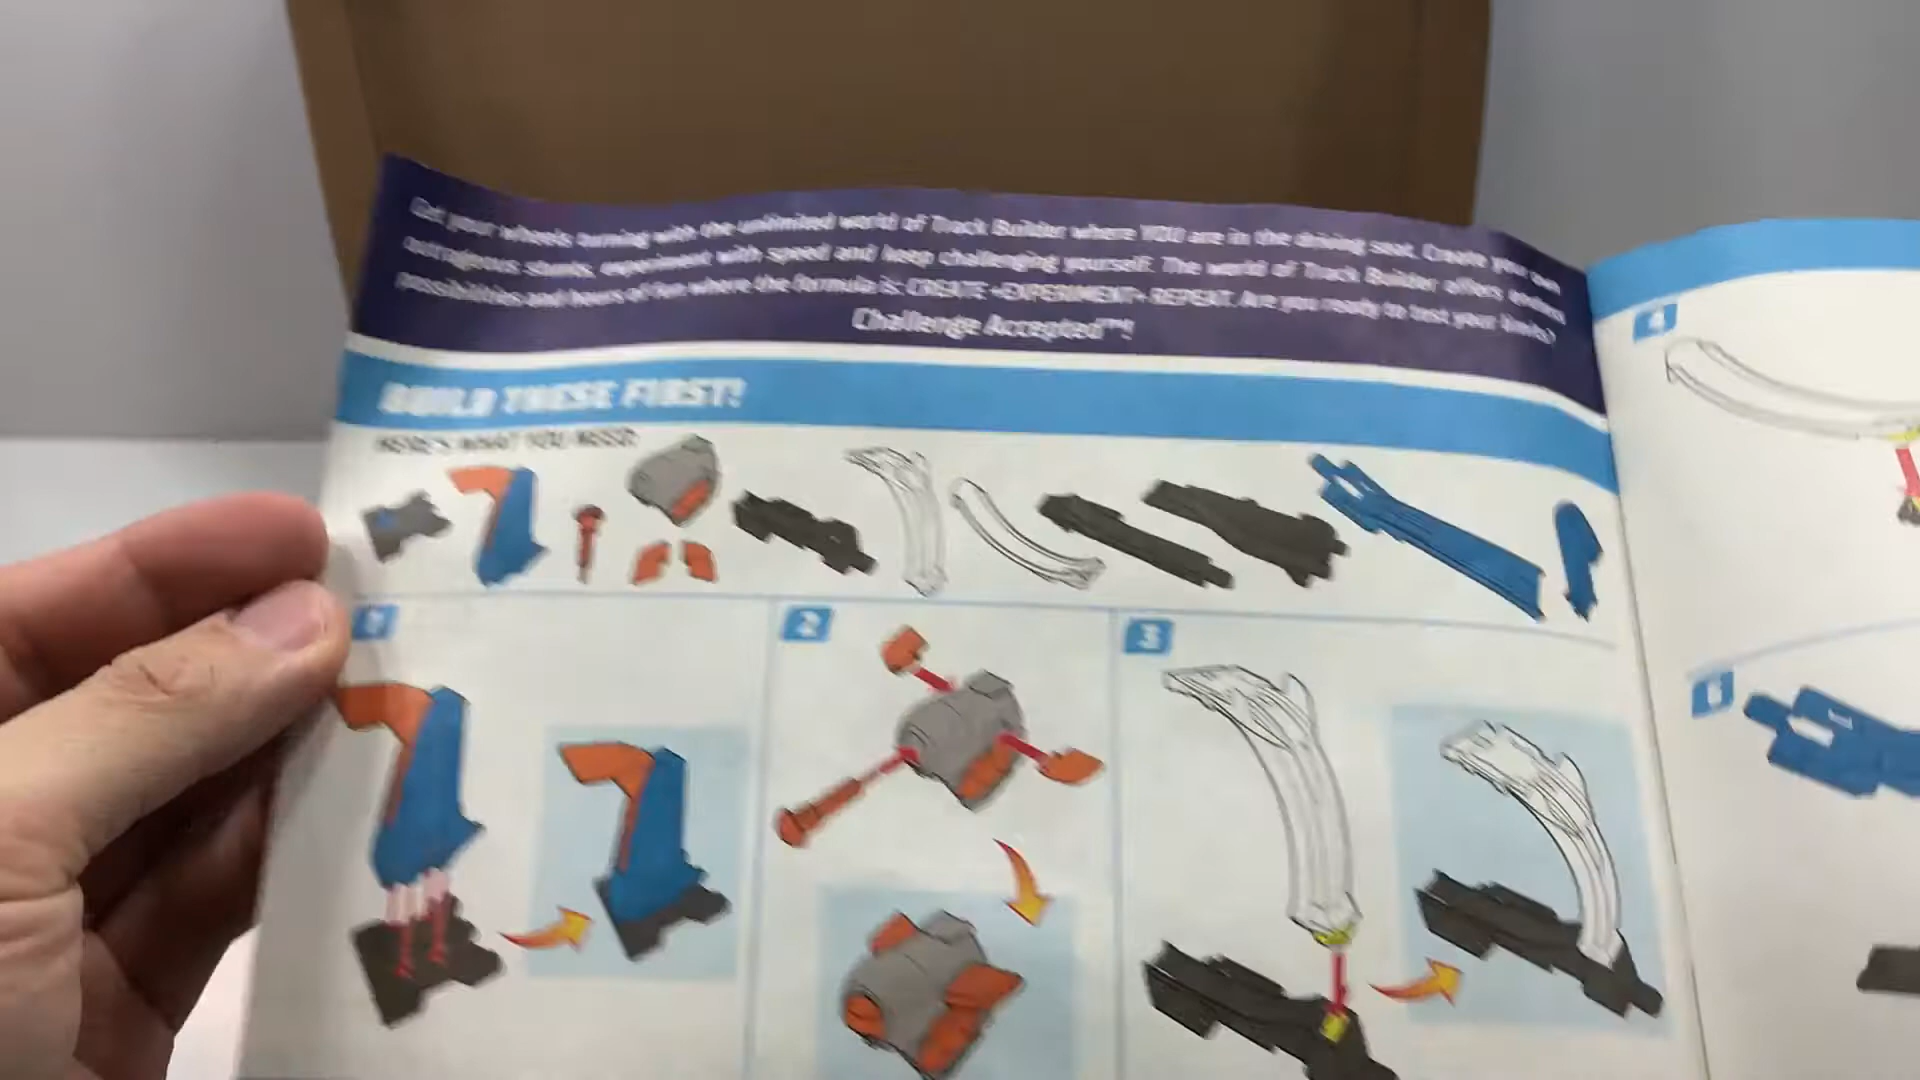 Get your wheels turning with the unlimited world of Track Builder where YOU are in the driving seat. Create your own
outrageous stunts, experiment with speed and keep challenging yourself. The world of Track Builder offers endless
possibilities and hours of fun where the formula is: CREATE +EXPERIMENT+ REPEAT. Are you ready to test your limits?
Challenge Accepted™!
BUILD THESE FIRST!
HERE'S WHAT YOU NEED:
1
2
3
4
6